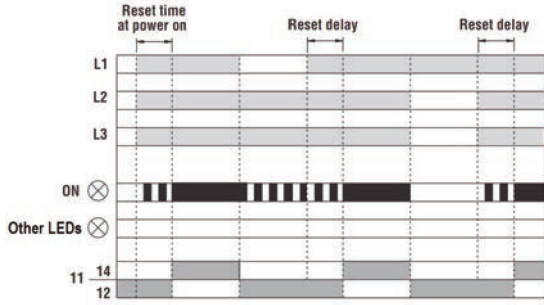 Reset time
at power on
Reset delay
Reset delay
L1
L2
L3
ON
Other LEDs
11
14
12